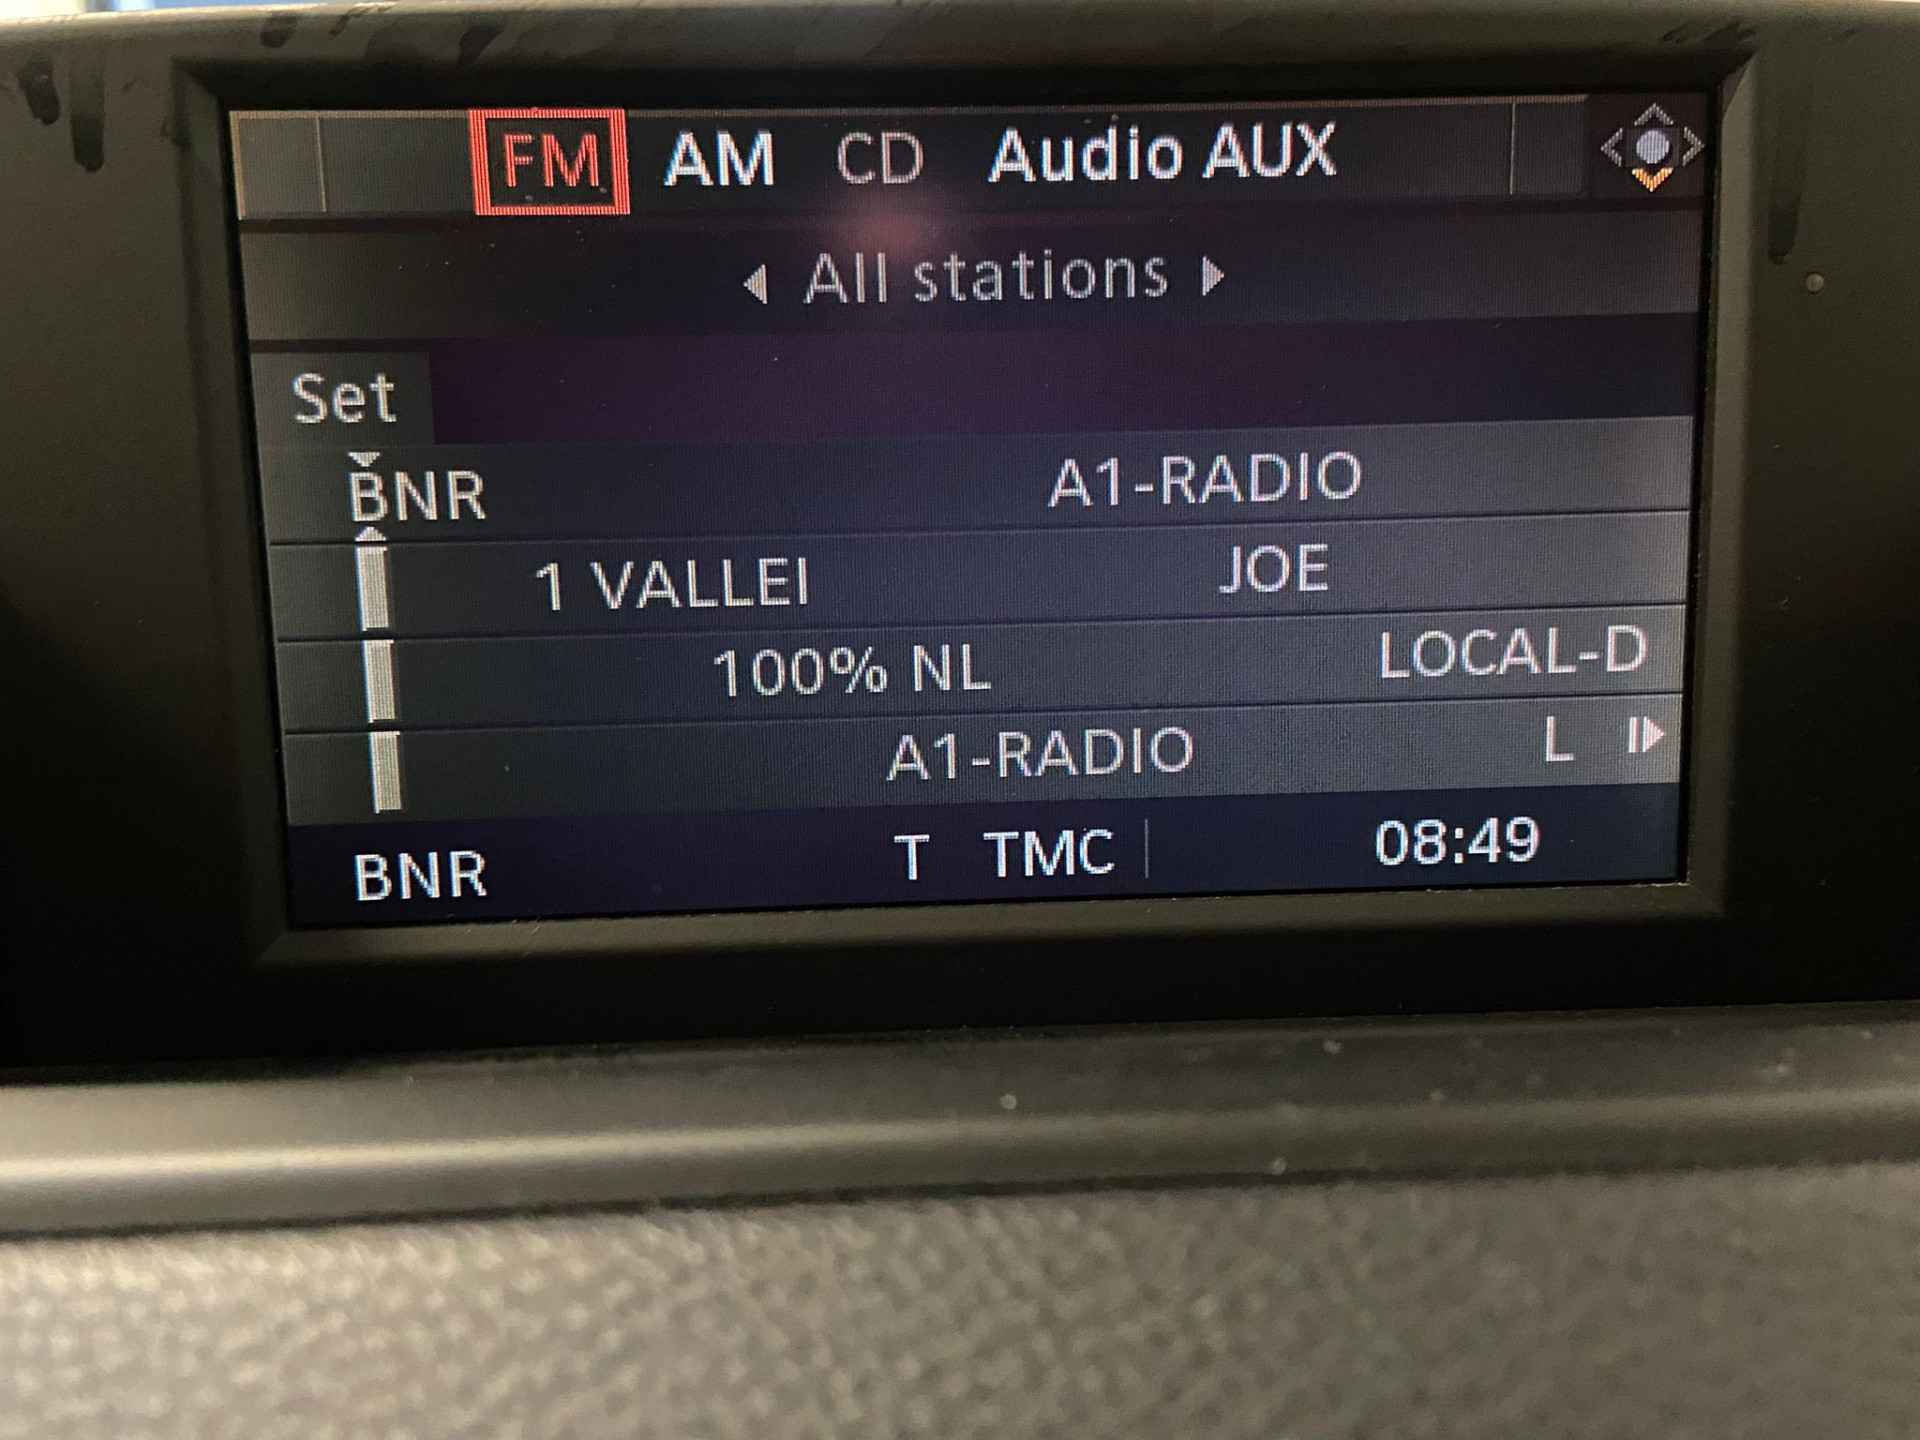 FM AM CD Audio AUX
All stations
Set
BNR A1-RADIO
1 VALLEI JOE
100% NL LOCAL-D
A1-RADIO L
BNR T TMC 08:49